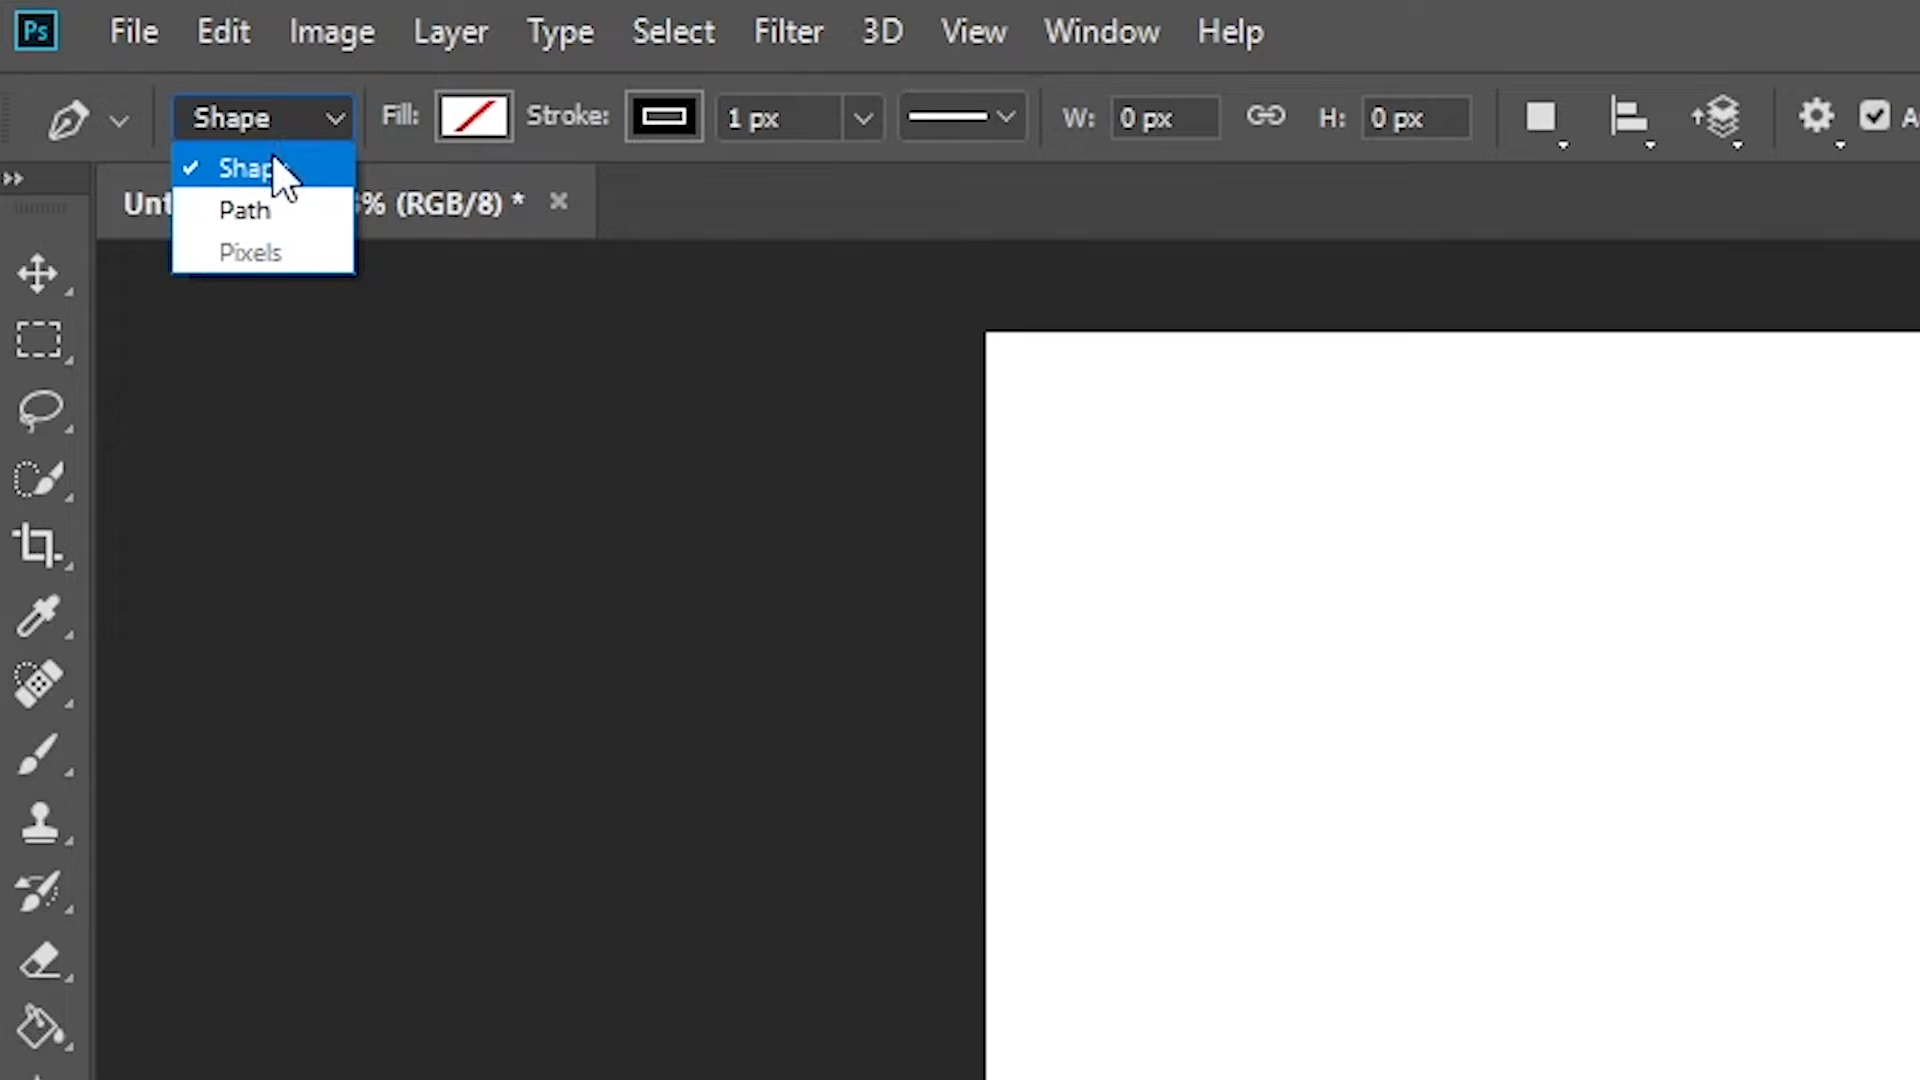 Ps File Edit Image Layer Type Select Filter 3D View Window Help
Shape Fill: Stroke: 1 px W: 0 px H: 0 px
Shape
% (RGB/8) *
Path
Pixels